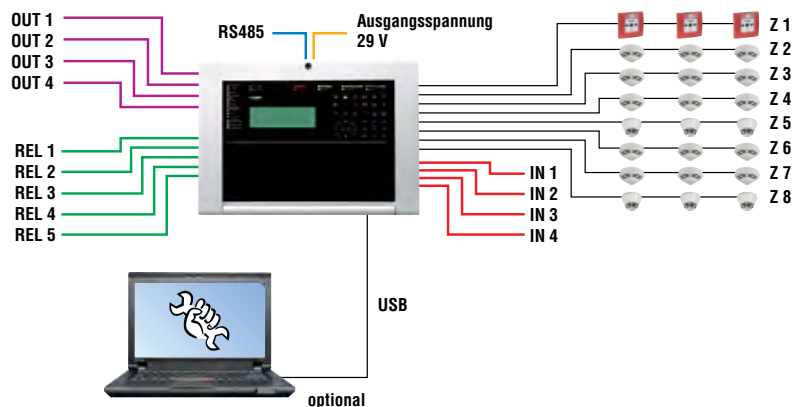 OUT 1
OUT 2
OUT 3
OUT 4
RS485
Ausgangsspannung
29 V
REL 1
REL 2
REL 3
REL 4
REL 5
Z 1
Z 2
Z 3
Z 4
Z 5
Z 6
Z 7
Z 8
IN 1
IN 2
IN 3
IN 4
USB
optional